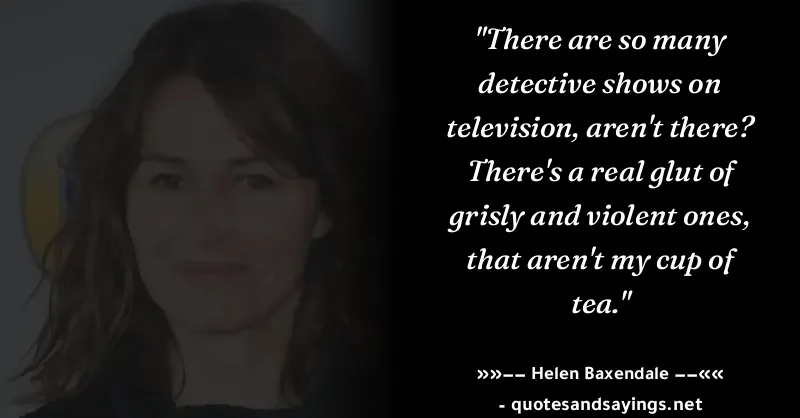 "There are so many
detective shows on
television, aren't there?
There's a real glut of
grisly and violent ones,
that aren't my cup of
tea."
»»−− Helen Baxendale −−««
- quotesandsayings.net